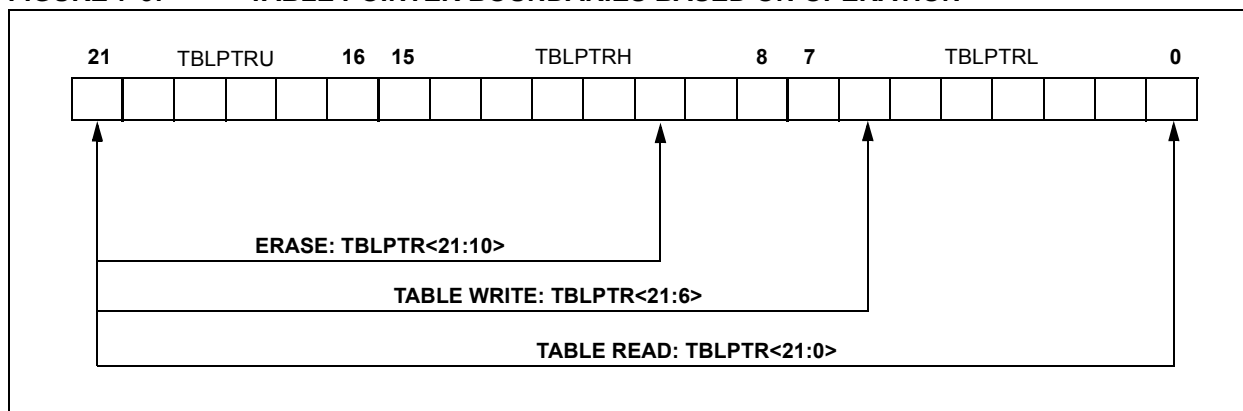 21 TBLPTRU 16 15 TBLPTRH 8 7 TBLPTRL 0
ERASE: TBLPTR<21:10>
TABLE WRITE: TBLPTR<21:6>
TABLE READ: TBLPTR<21:0>